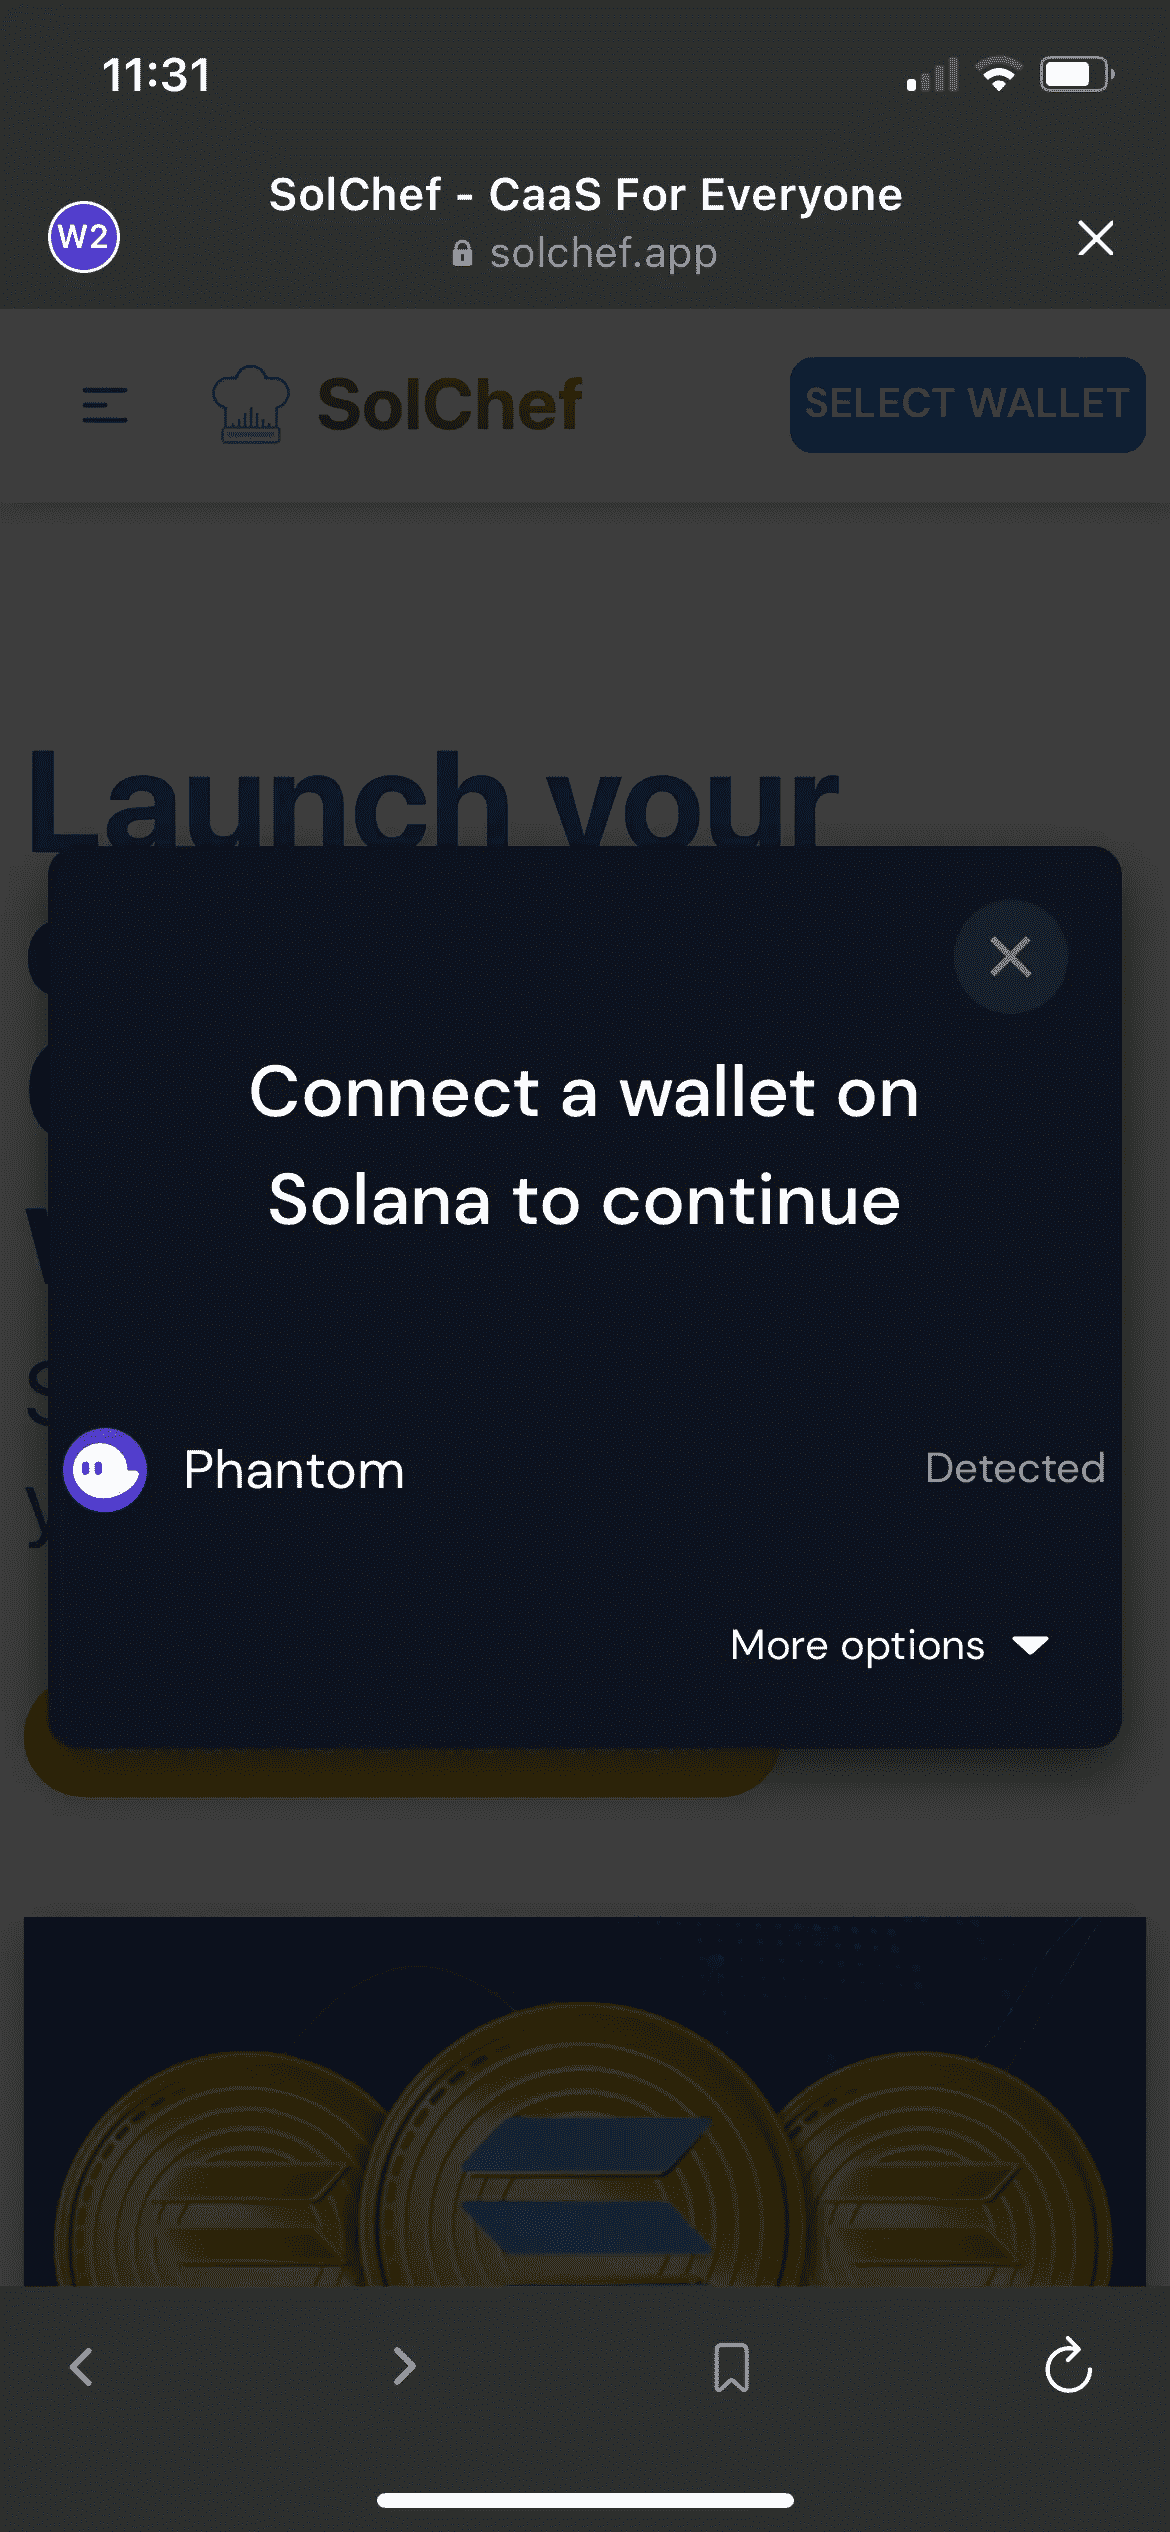 11:31
W2
SolChef - CaaS For Everyone
solchef.app
SolChef
SELECT WALLET
Launch your
Connect a wallet on
Solana to continue
Phantom
Detected
More options